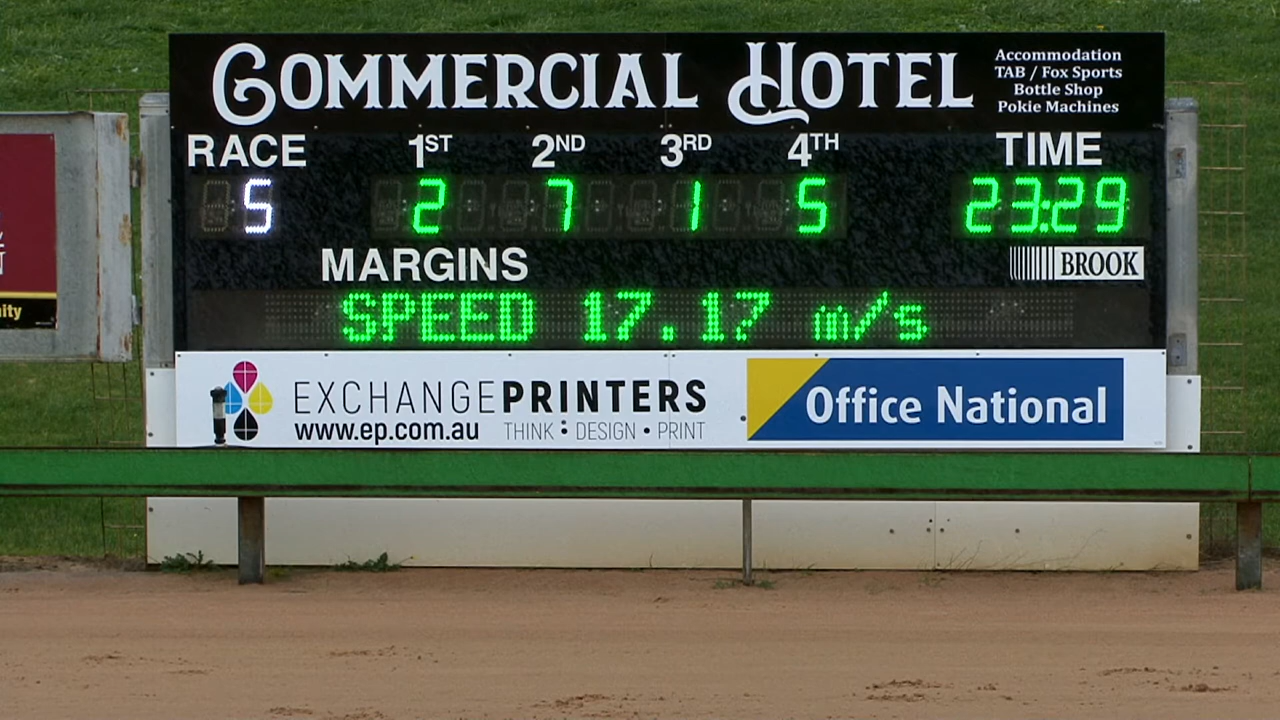 COMMERCIAL HOTEL
Accommodation
TAB / Fox Sports
Bottle Shop
Pokie Machines
RACE 1ST 2ND 3RD 4TH TIME
5 2 7 1 5 23:29
MARGINS
BROOK
SPEED 17.17 m/s
EXCHANGEPRINTERS
www.ep.com.au THINK : DESIGN • PRINT
Office National